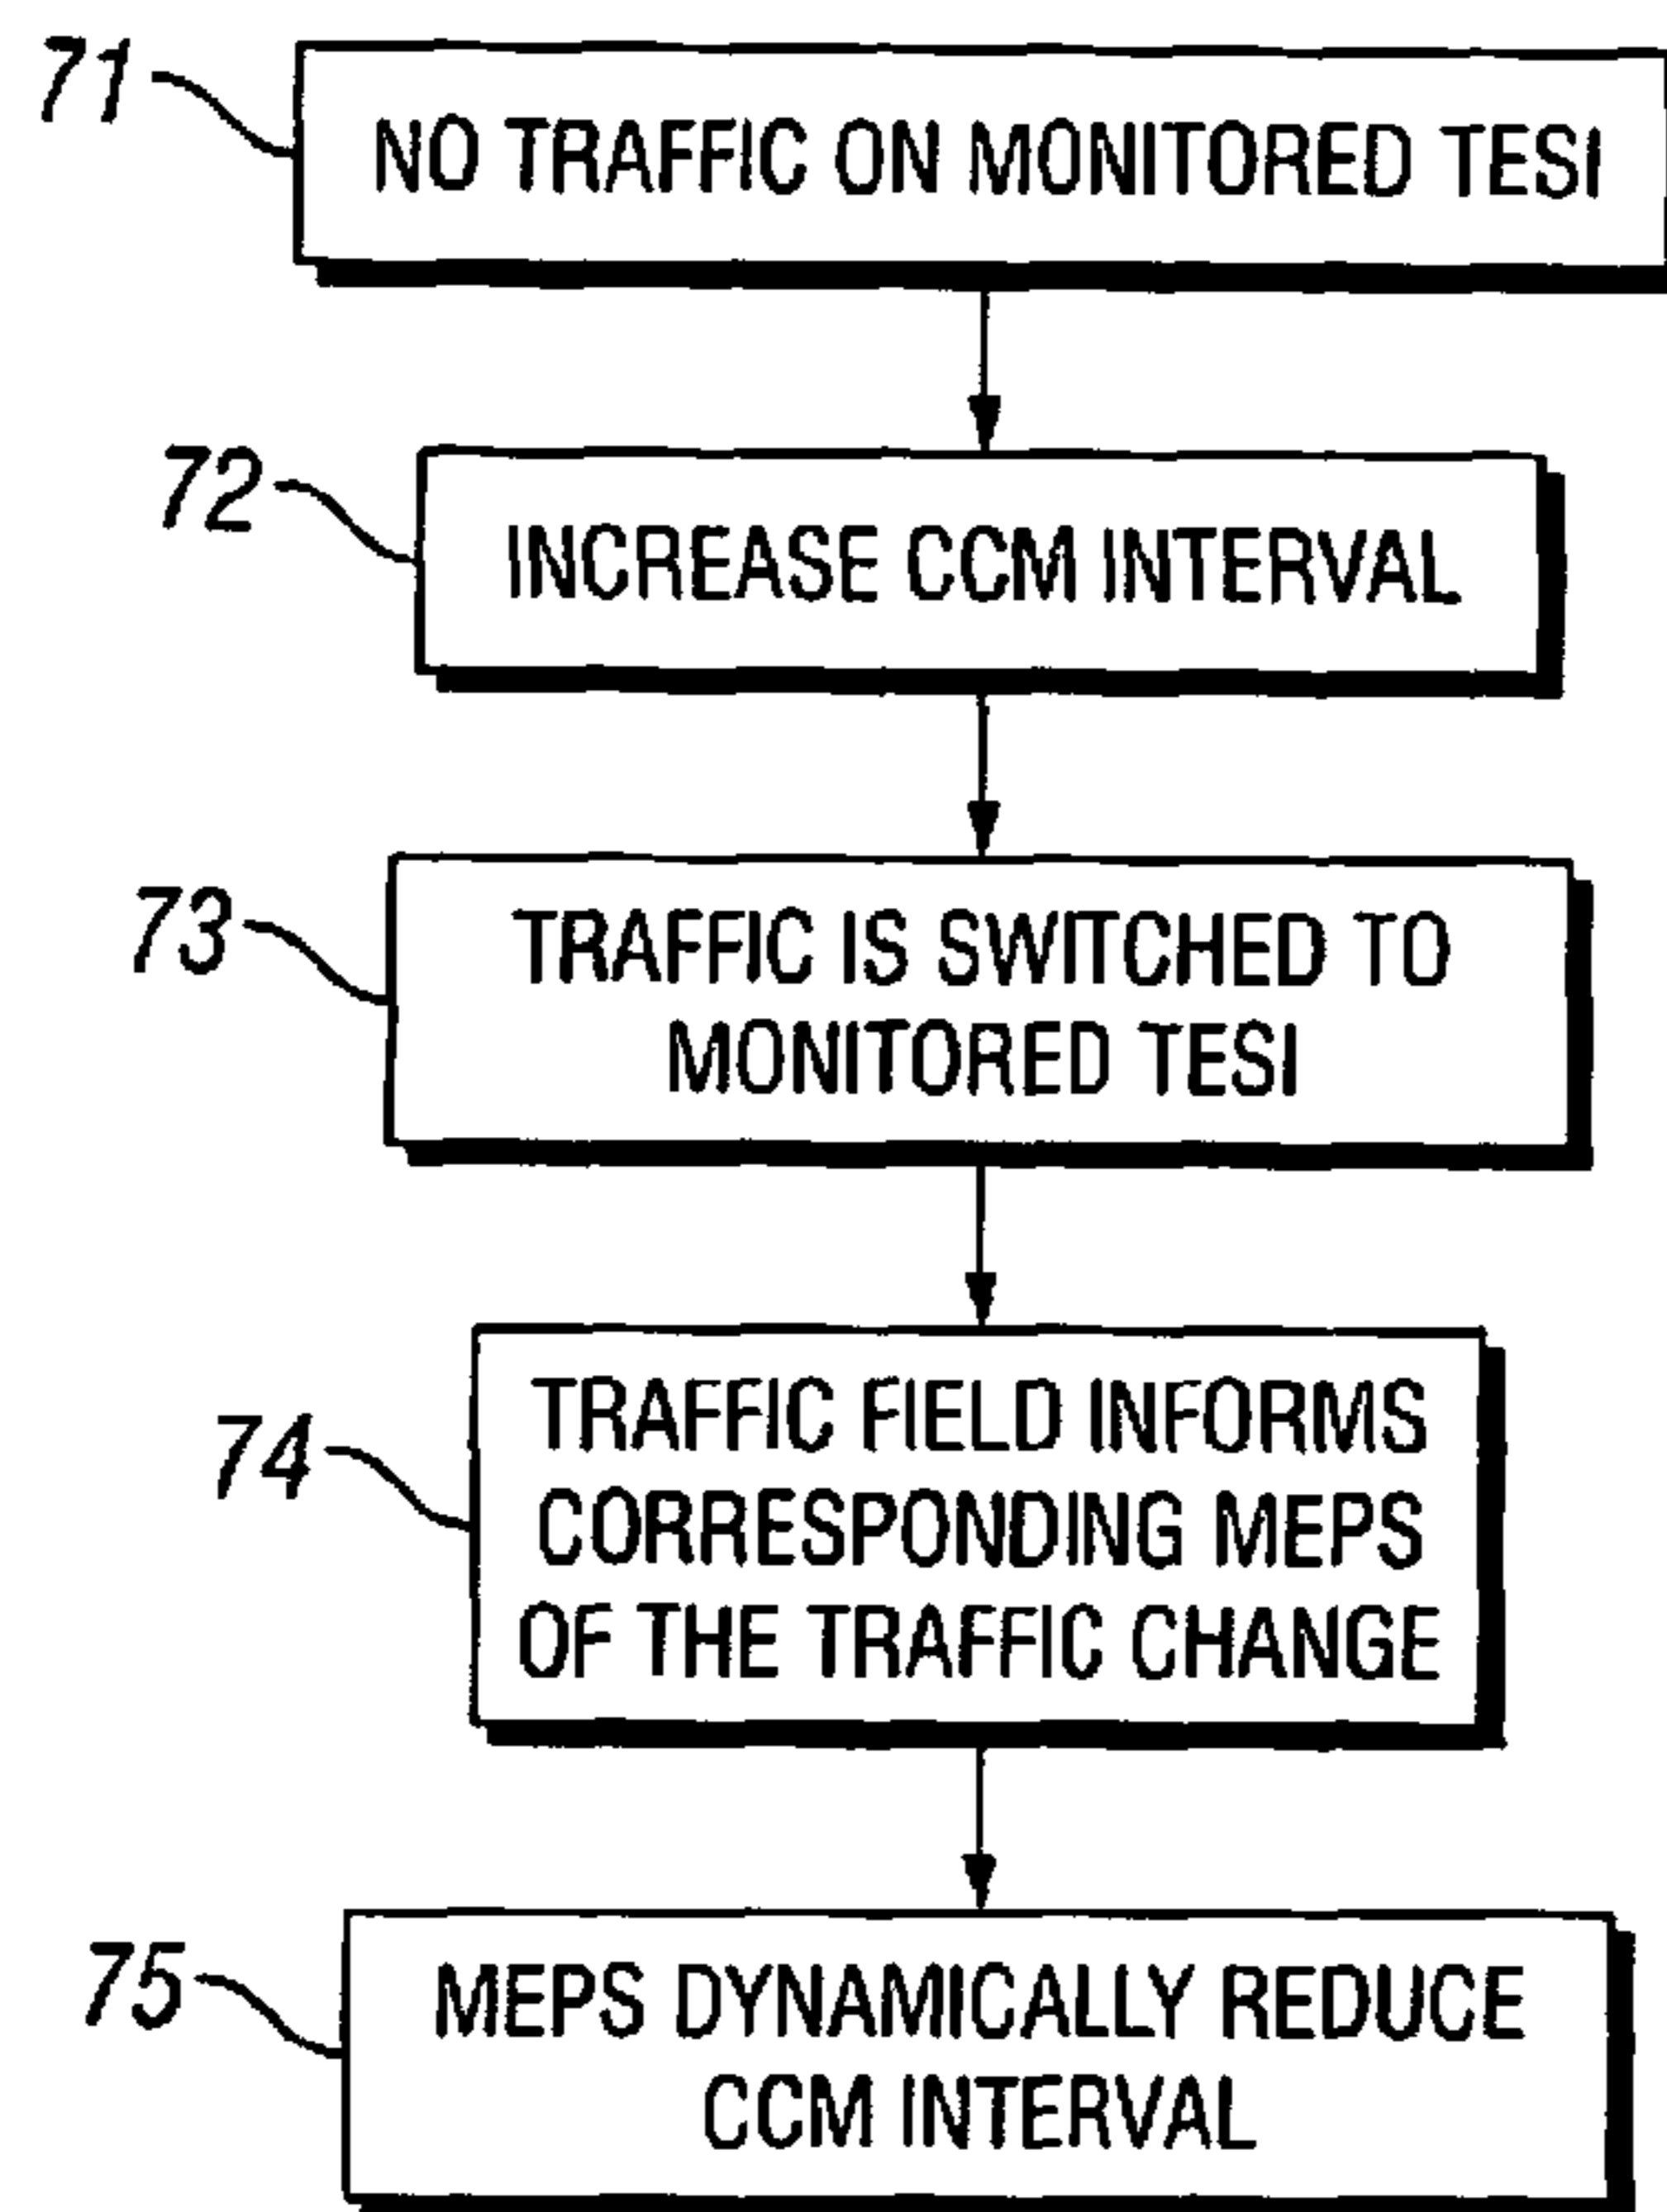 71
NO TRAFFIC ON MONITORED TESI
72
INCREASE CCM INTERVAL
73
TRAFFIC IS SWITCHED TO
MONITORED TESI
74
TRAFFIC FIELD INFORMS
CORRESPONDING MEPS
OF THE TRAFFIC CHANGE
75
MEPS DYNAMICALLY REDUCE
CCM INTERVAL